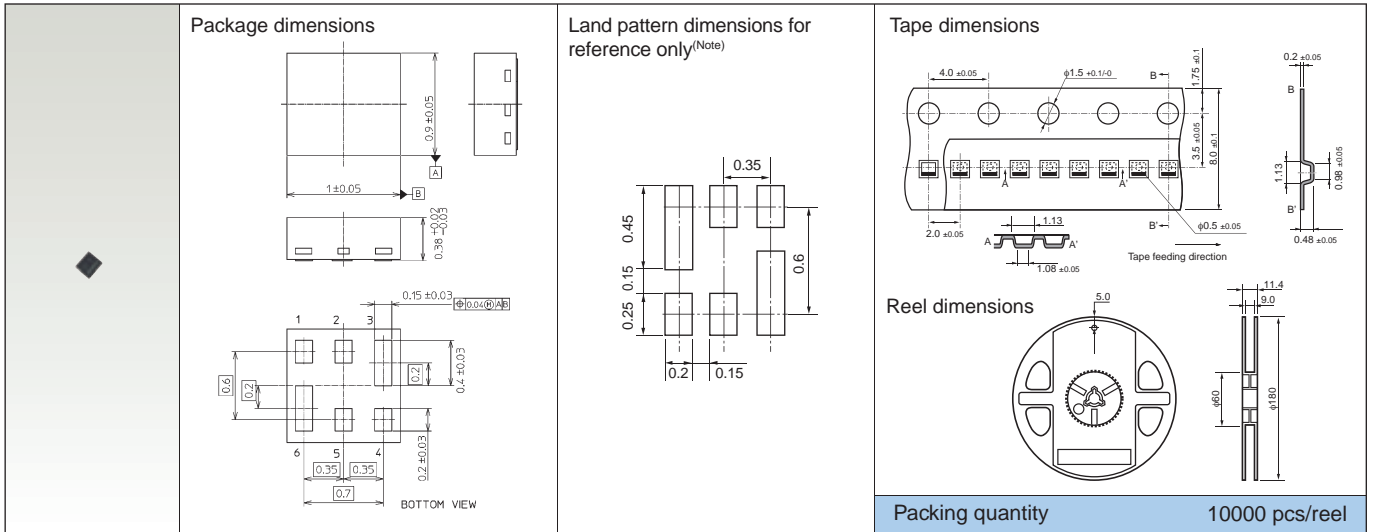 Package dimensions
0.9 ±0.05
A
1±0.05
B
0.38 +0.02 -0.03
0.15 ±0.03
⌖ 0.04 Ⓜ A B
1 2 3
0.6
0.2
0.2
0.4 ±0.03
0.2 ±0.03
6 5 4
0.35 0.35
0.7
BOTTOM VIEW
Land pattern dimensions for
reference only(Note)
0.35
0.45
0.15
0.25
0.6
0.2 0.15
Tape dimensions
4.0 ±0.05
φ1.5 +0.1/-0
B
1.75 ±0.1
3.5 ±0.05
8.0 ±0.1
A A'
2.0 ±0.05
B'
φ0.5 ±0.05
1.13
A A'
1.08 ±0.05
Tape feeding direction
0.2 ±0.05
B
1.13
0.98 ±0.05
B'
0.48 ±0.05
Reel dimensions
5.0
11.4
9.0
φ60
φ180
Packing quantity 10000 pcs/reel